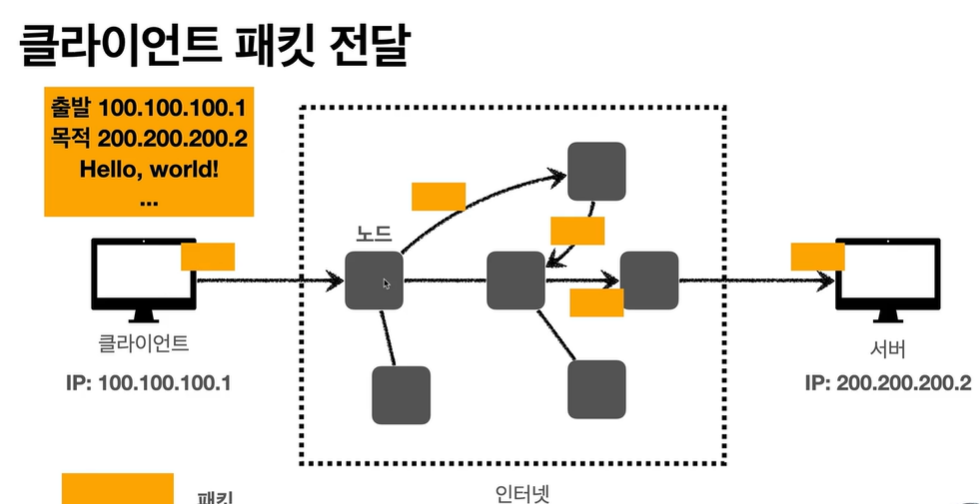 클라이언트 패킷 전달
출발 100.100.100.1
목적 200.200.200.2
Hello, world!
...
노드
클라이언트
IP: 100.100.100.1
서버
IP: 200.200.200.2
패킷
인터넷